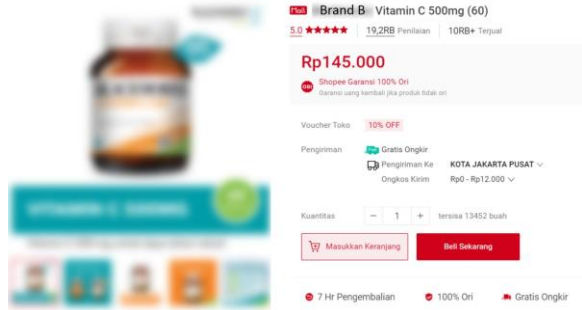 Mall Brand B Vitamin C 500mg (60)
5.0 ★★★★★ 19,2RB Penilaian 10RB+ Terjual
Rp145.000
Shopee Garansi 100% Ori
Garansi uang kembali jika produk tidak ori
Voucher Toko 10% OFF
Pengiriman Gratis Ongkir
Pengiriman Ke KOTA JAKARTA PUSAT
Ongkos Kirim Rp0 - Rp12.000
Kuantitas − 1 + tersisa 13452 buah
Masukkan Keranjang Beli Sekarang
7 Hr Pengembalian 100% Ori Gratis Ongkir
VITAMIN C 500MG